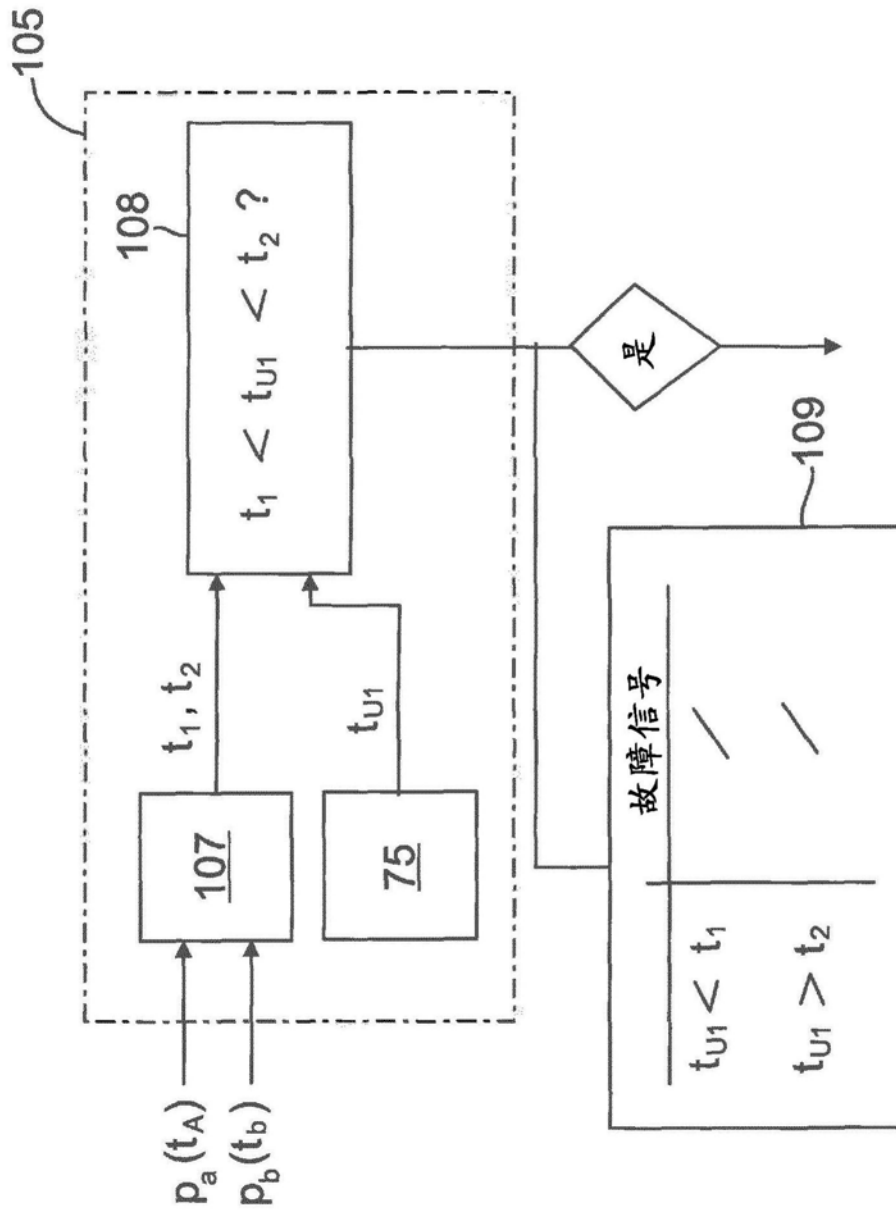 105
108
t₁ < t_U1 < t₂ ?
t₁, t₂
t_U1
107
75
pₐ(t_A)
p_b(t_b)
是
109
故障信号
t_U1 < t₁ /
t_U1 > t₂ /